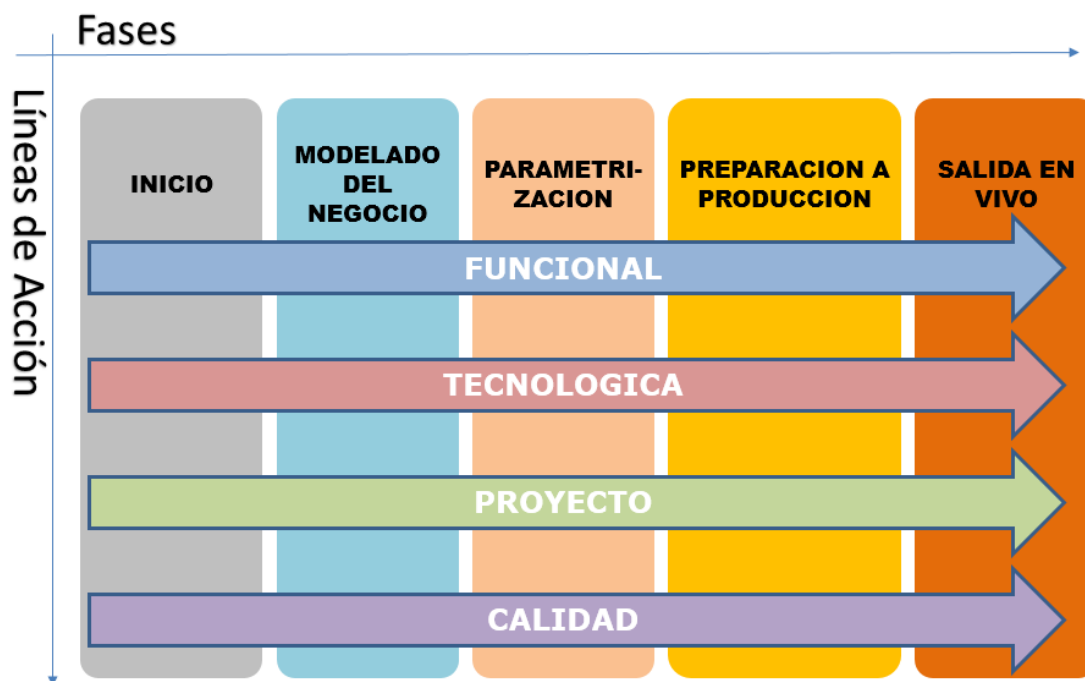 Fases
Líneas de Acción
INICIO
MODELADO
DEL
NEGOCIO
PARAMETRI-
ZACION
PREPARACION A
PRODUCCION
SALIDA EN
VIVO
FUNCIONAL
TECNOLOGICA
PROYECTO
CALIDAD